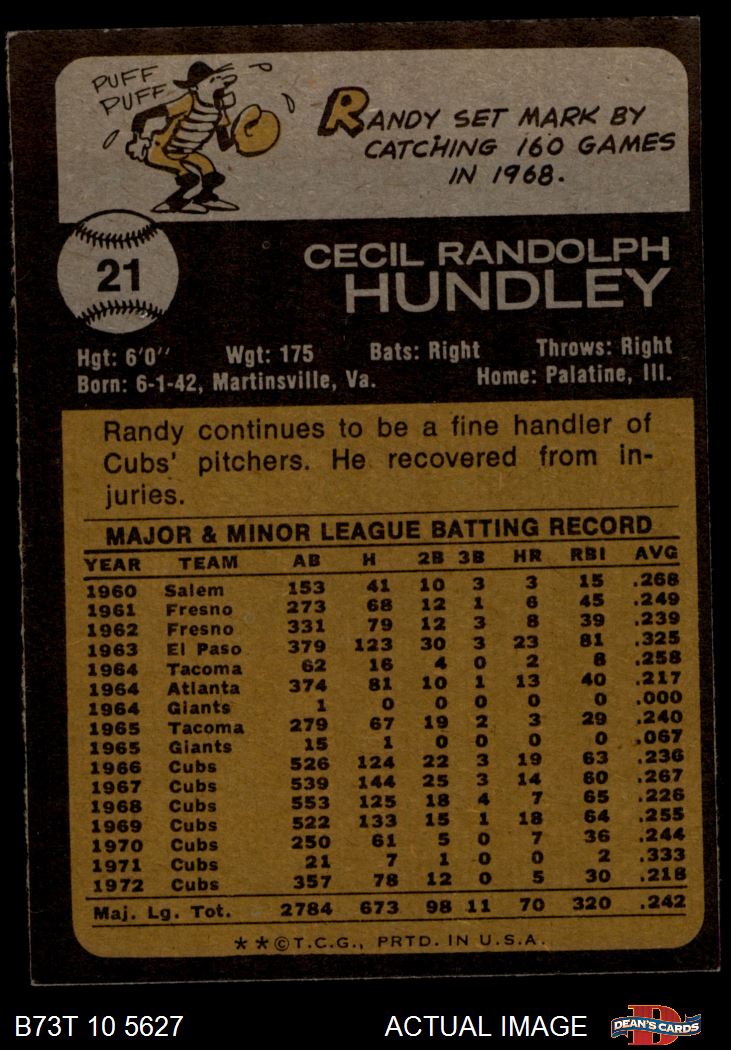 PUFF
PUFF
RANDY SET MARK BY
CATCHING 160 GAMES
IN 1968.
21
CECIL RANDOLPH
HUNDLEY
Hgt: 6'0" Wgt: 175 Bats: Right Throws: Right
Born: 6-1-42, Martinsville, Va. Home: Palatine, Ill.
Randy continues to be a fine handler of
Cubs' pitchers. He recovered from in-
juries.
MAJOR & MINOR LEAGUE BATTING RECORD
YEAR TEAM AB H 2B 3B HR RBI AVG
1960 Salem 153 41 10 3 3 15 .268
1961 Fresno 273 68 12 1 6 45 .249
1962 Fresno 331 79 12 3 8 39 .239
1963 El Paso 379 123 30 3 23 81 .325
1964 Tacoma 62 16 4 0 2 8 .258
1964 Atlanta 374 81 10 1 13 40 .217
1964 Giants 1 0 0 0 0 0 .000
1965 Tacoma 279 67 19 2 3 29 .240
1965 Giants 15 1 0 0 0 0 .067
1966 Cubs 526 124 22 3 19 63 .236
1967 Cubs 539 144 25 3 14 60 .267
1968 Cubs 553 125 18 4 7 65 .226
1969 Cubs 522 133 15 1 18 64 .255
1970 Cubs 250 61 5 0 7 36 .244
1971 Cubs 21 7 1 0 0 2 .333
1972 Cubs 357 78 12 0 5 30 .218
Maj. Lg. Tot. 2784 673 98 11 70 320 .242
**©T.C.G., PRTD. IN U.S.A.
B73T 10 5627 ACTUAL IMAGE
D
DEAN'S CARDS